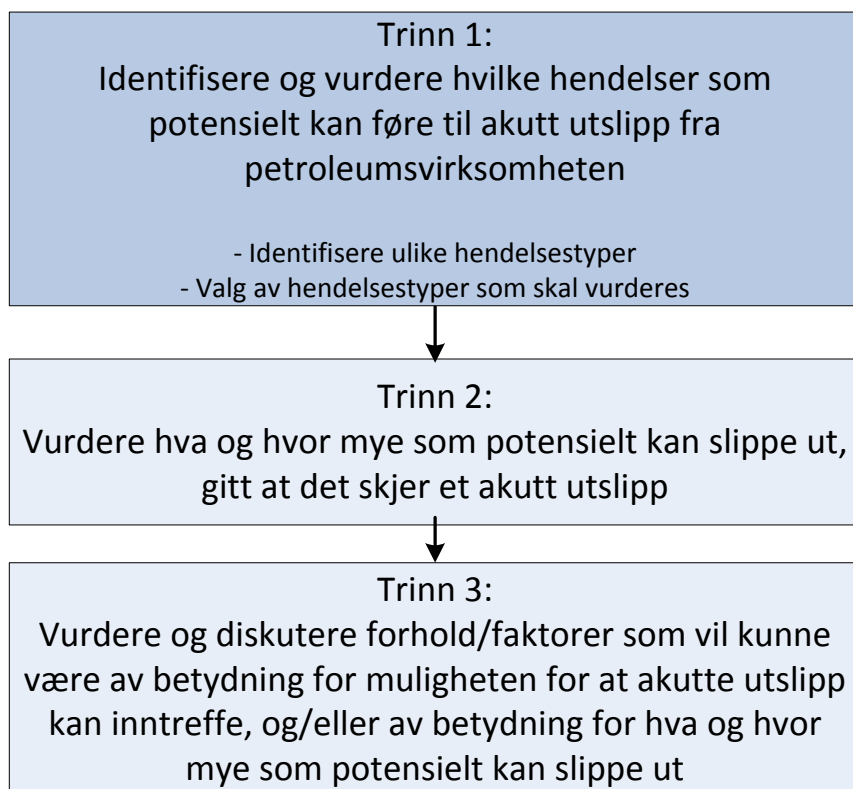 Trinn 1:
Identifisere og vurdere hvilke hendelser som
potensielt kan føre til akutt utslipp fra
petroleumsvirksomheten
- Identifisere ulike hendelsestyper
- Valg av hendelsestyper som skal vurderes
Trinn 2:
Vurdere hva og hvor mye som potensielt kan slippe ut,
gitt at det skjer et akutt utslipp
Trinn 3:
Vurdere og diskutere forhold/faktorer som vil kunne
være av betydning for muligheten for at akutte utslipp
kan inntreffe, og/eller av betydning for hva og hvor
mye som potensielt kan slippe ut